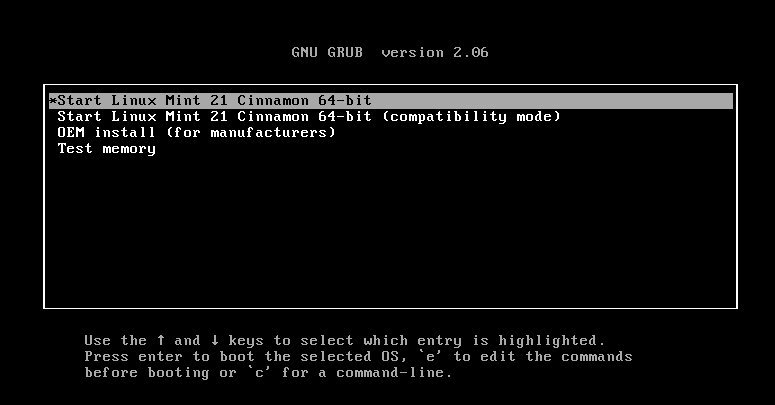 GNU GRUB  version 2.06
*Start Linux Mint 21 Cinnamon 64-bit
Start Linux Mint 21 Cinnamon 64-bit (compatibility mode)
OEM install (for manufacturers)
Test memory
Use the ↑ and ↓ keys to select which entry is highlighted.
Press enter to boot the selected OS, `e' to edit the commands
before booting or `c' for a command-line.